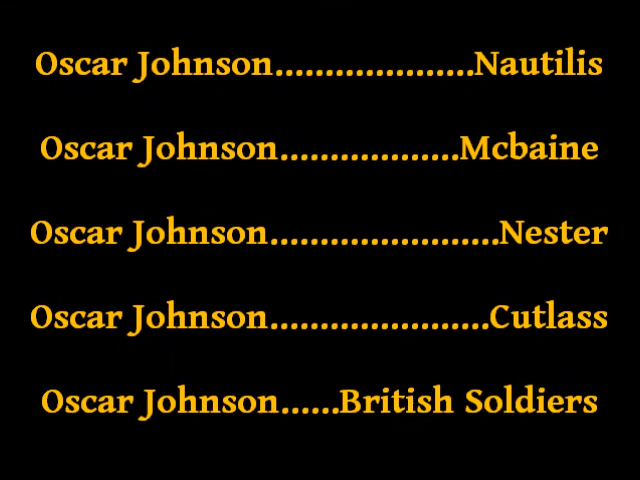 Oscar Johnson....................Nautilis
Oscar Johnson..................Mcbaine
Oscar Johnson.......................Nester
Oscar Johnson......................Cutlass
Oscar Johnson......British Soldiers